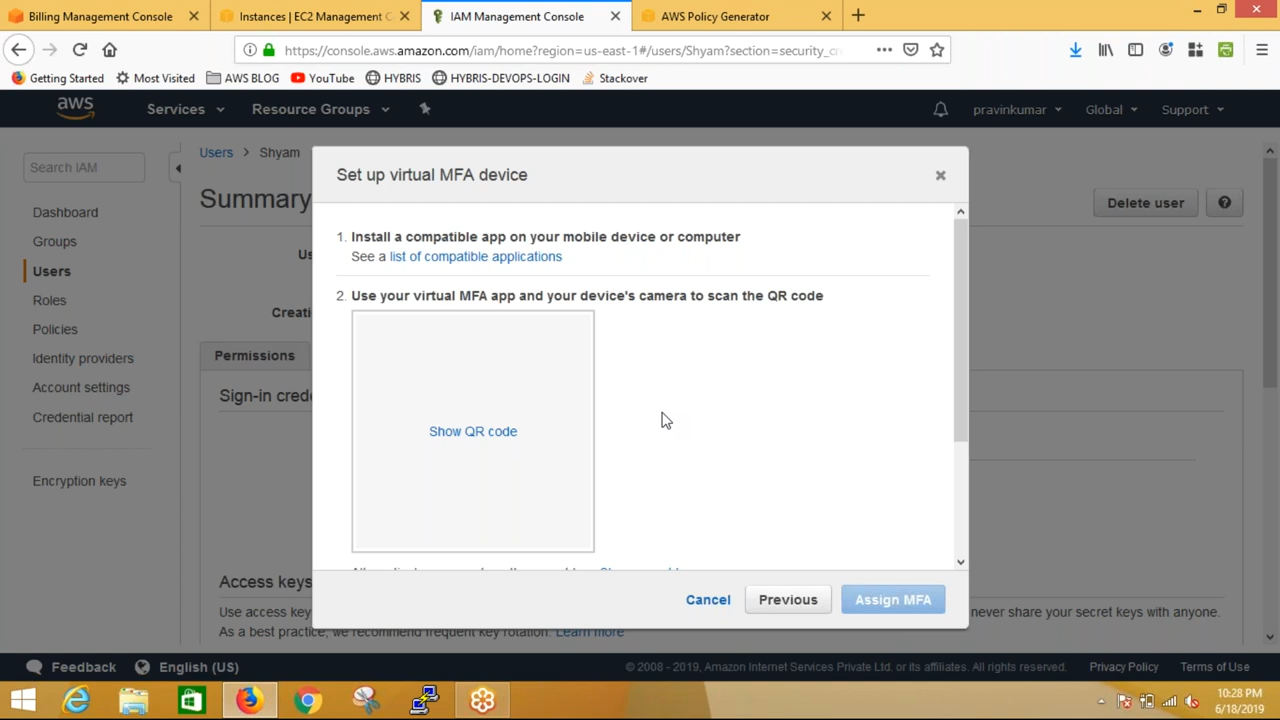 Billing Management Console
Instances | EC2 Management C
IAM Management Console
AWS Policy Generator
https://console.aws.amazon.com/iam/home?region=us-east-1#/users/Shyam?section=security_cr
Getting Started
Most Visited
AWS BLOG
YouTube
HYBRIS
HYBRIS-DEVOPS-LOGIN
Stackover
aws
Services
Resource Groups
pravinkumar
Global
Support
Search IAM
Dashboard
Groups
Users
Roles
Policies
Identity providers
Account settings
Credential report
Encryption keys
Users > Shyam
Summary
Delete user
Us
Creati
Permissions
Sign-in crede
Access keys
Use access key
never share your secret keys with anyone.
As a best practice, we recommend frequent key rotation. Learn more
Set up virtual MFA device
1. Install a compatible app on your mobile device or computer
See a list of compatible applications
2. Use your virtual MFA app and your device's camera to scan the QR code
Show QR code
Cancel
Previous
Assign MFA
Feedback
English (US)
© 2008 - 2019, Amazon Internet Services Private Ltd. or its affiliates. All rights reserved.
Privacy Policy
Terms of Use
10:28 PM
6/18/2019